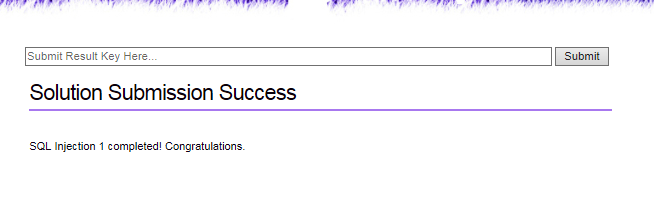 Submit Result Key Here...
Submit
Solution Submission Success
SQL Injection 1 completed! Congratulations.